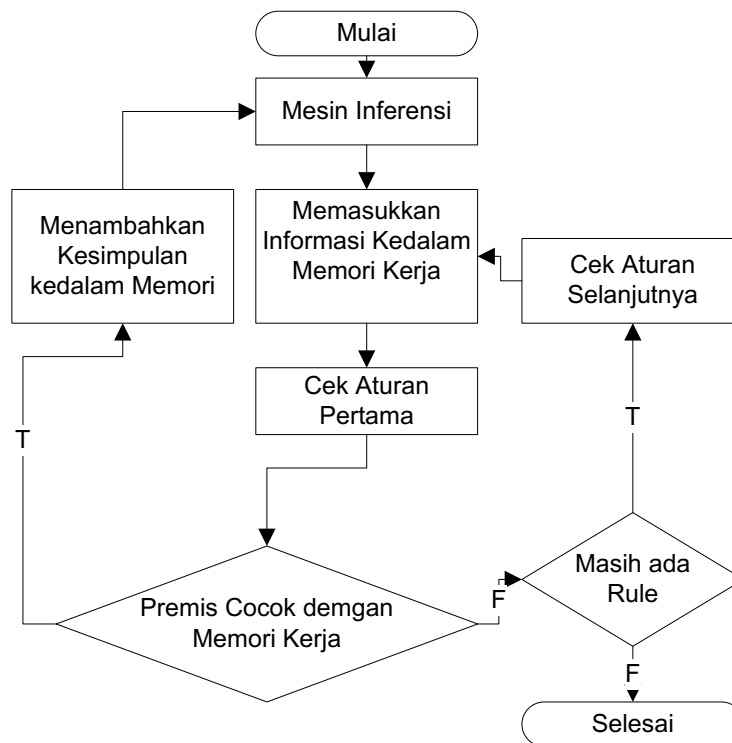 Mulai
Mesin Inferensi
Menambahkan
Kesimpulan
kedalam Memori
Memasukkan
Informasi Kedalam
Memori Kerja
Cek Aturan
Selanjutnya
Cek Aturan
Pertama
T
T
Premis Cocok demgan
Memori Kerja
F
Masih ada
Rule
F
Selesai